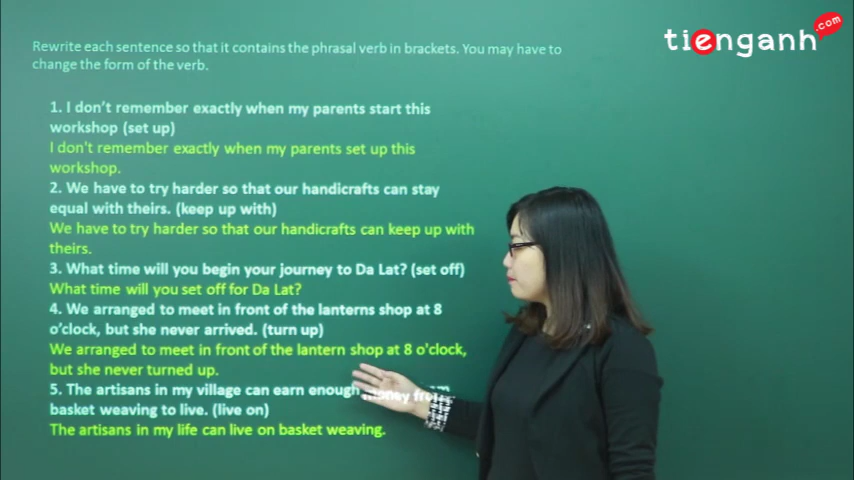 tienganh.com
Rewrite each sentence so that it contains the phrasal verb in brackets. You may have to
change the form of the verb.
1. I don't remember exactly when my parents start this
workshop (set up)
I don't remember exactly when my parents set up this
workshop.
2. We have to try harder so that our handicrafts can stay
equal with theirs. (keep up with)
We have to try harder so that our handicrafts can keep up with
theirs.
3. What time will you begin your journey to Da Lat? (set off)
What time will you set off for Da Lat?
4. We arranged to meet in front of the lanterns shop at 8
o'clock, but she never arrived. (turn up)
We arranged to meet in front of the lantern shop at 8 o'clock,
but she never turned up.
5. The artisans in my village can earn enough money from
basket weaving to live. (live on)
The artisans in my life can live on basket weaving.